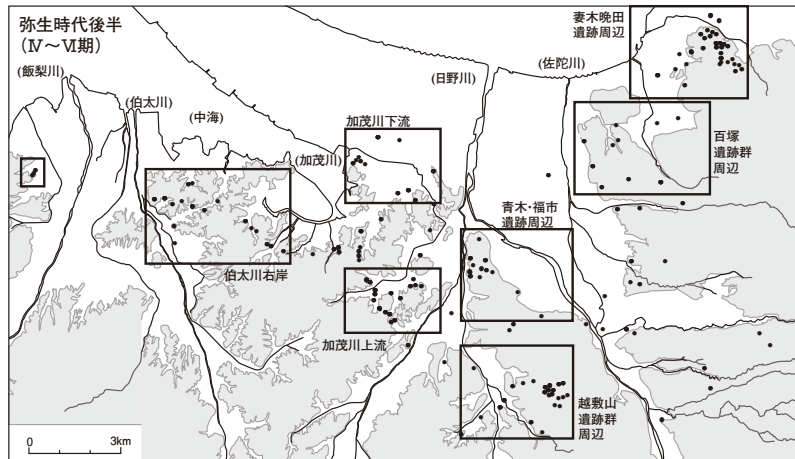 弥生時代後半
（Ⅳ～Ⅵ期）
(飯梨川)
(伯太川)
(中海)
(加茂川)
加茂川下流
(日野川)
(佐陀川)
妻木晩田
遺跡周辺
百塚
遺跡群
周辺
青木・福市
遺跡周辺
伯太川右岸
加茂川上流
越敷山
遺跡群
周辺
0 3km